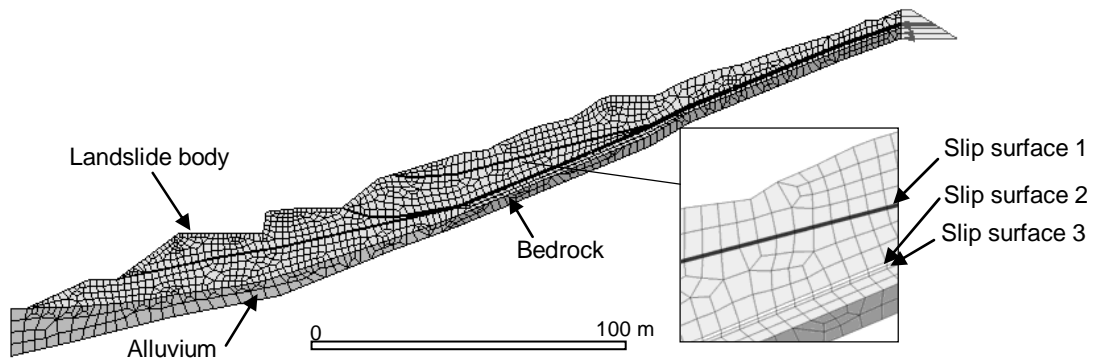 Landslide body
Bedrock
Alluvium
0
100 m
Slip surface 1
Slip surface 2
Slip surface 3